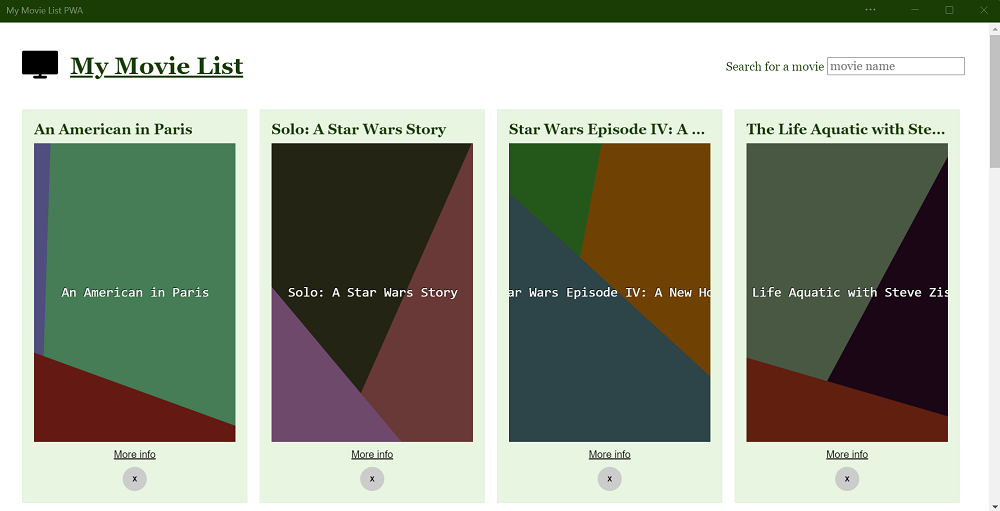 My Movie List PWA
My Movie List
Search for a movie movie name
An American in Paris
Solo: A Star Wars Story
Star Wars Episode IV: A ...
The Life Aquatic with Ste...
An American in Paris
Solo: A Star Wars Story
ar Wars Episode IV: A New Ho
Life Aquatic with Steve Zis
More info
More info
More info
More info
x
x
x
x